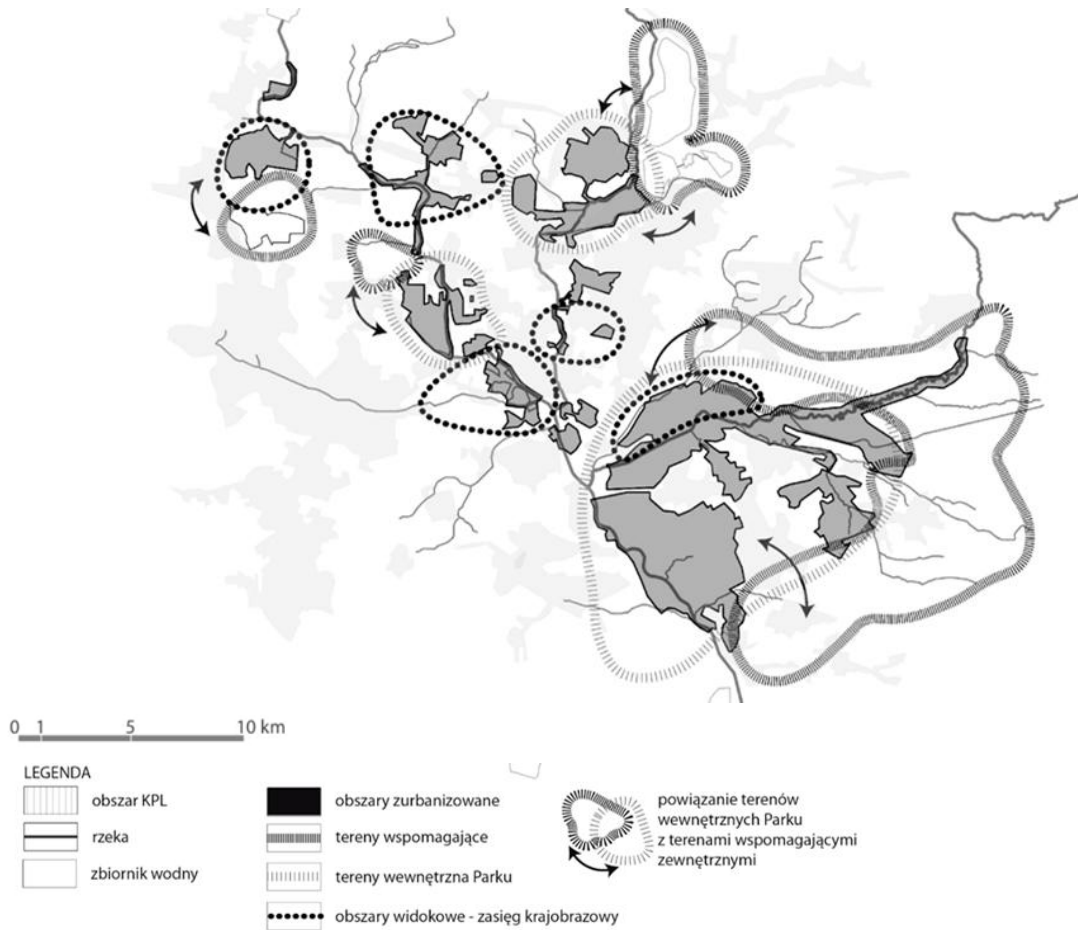 0 1 5 10 km
LEGENDA
obszar KPL
rzeka
zbiornik wodny
obszary zurbanizowane
tereny wspomagające
tereny wewnętrzna Parku
obszary widokowe - zasięg krajobrazowy
powiązanie terenów
wewnętrznych Parku
z terenami wspomagającymi
zewnętrznymi